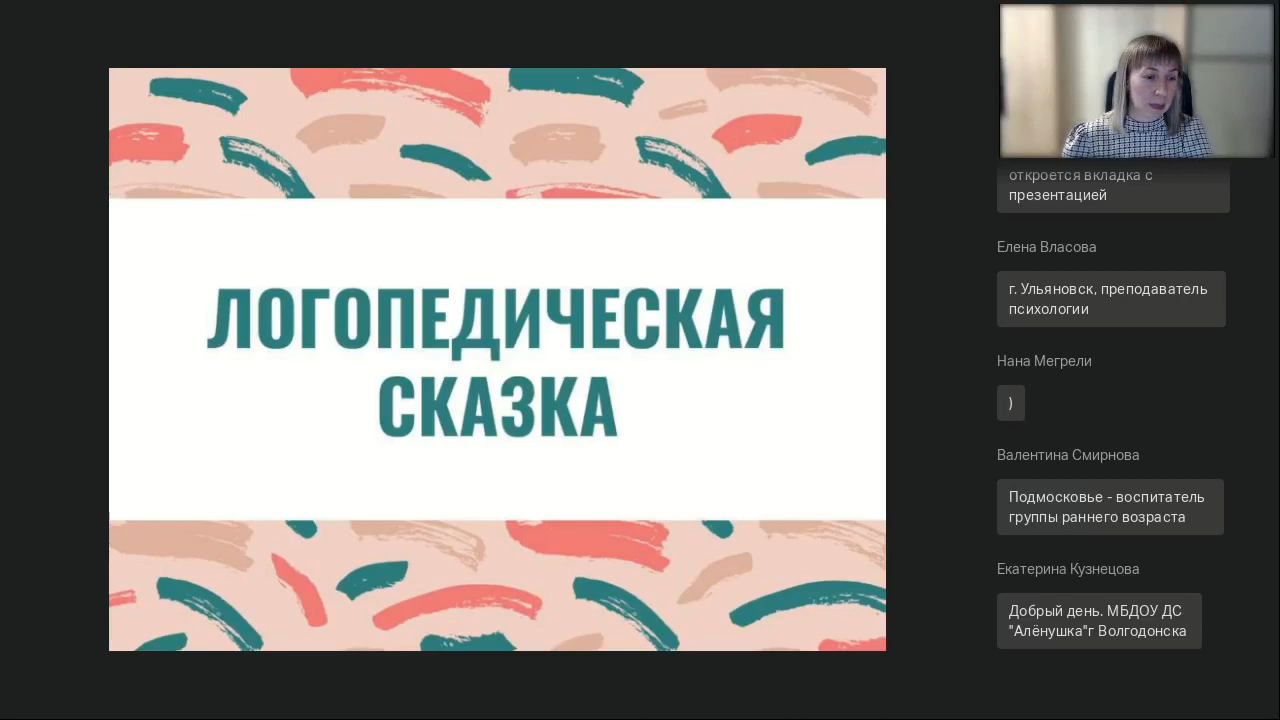 ЛОГОПЕДИЧЕСКАЯ
СКАЗКА
откроется вкладка с
презентацией
Елена Власова
г. Ульяновск, преподаватель
психологии
Нана Мегрели
)
Валентина Смирнова
Подмосковье - воспитатель
группы раннего возраста
Екатерина Кузнецова
Добрый день. МБДОУ ДС
"Алёнушка"г Волгодонска